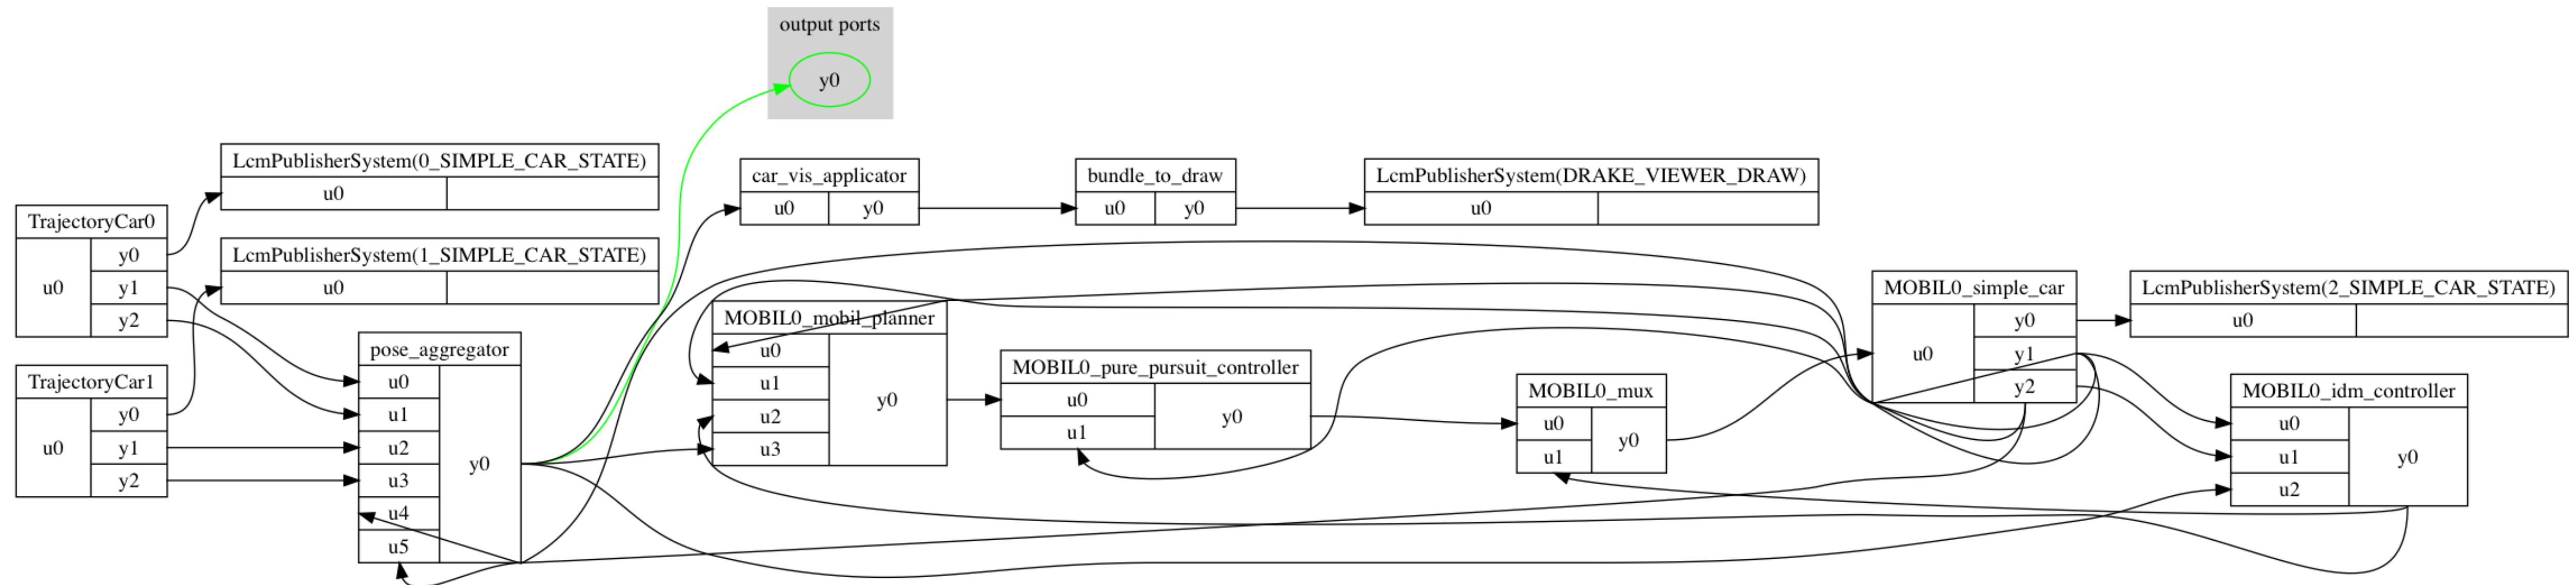 output ports
y0
LcmPublisherSystem(0_SIMPLE_CAR_STATE)
u0
car_vis_applicator
u0 y0
bundle_to_draw
u0 y0
LcmPublisherSystem(DRAKE_VIEWER_DRAW)
u0
TrajectoryCar0
u0
y0
y1
y2
LcmPublisherSystem(1_SIMPLE_CAR_STATE)
u0
TrajectoryCar1
u0
y0
y1
y2
pose_aggregator
u0
u1
u2
u3
u4
u5
y0
MOBIL0_mobil_planner
u0
u1
u2
u3
y0
MOBIL0_pure_pursuit_controller
u0
u1
y0
MOBIL0_mux
u0
u1
y0
MOBIL0_simple_car
u0
y0
y1
y2
LcmPublisherSystem(2_SIMPLE_CAR_STATE)
u0
MOBIL0_idm_controller
u0
u1
u2
y0